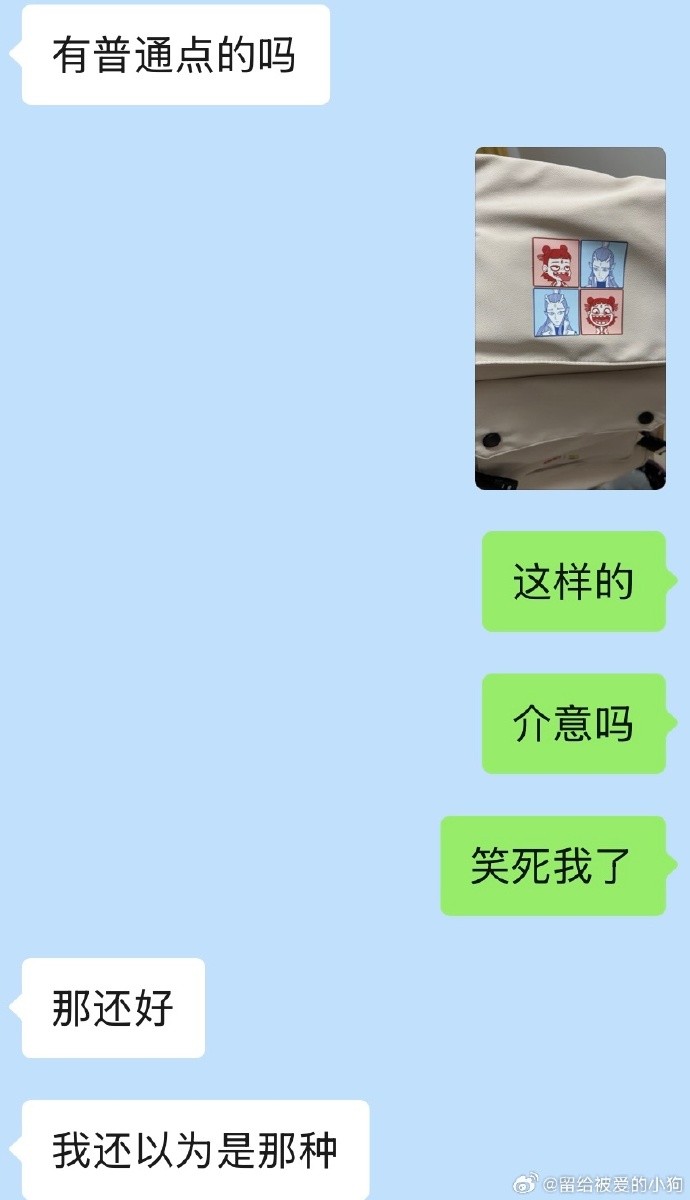 有普通点的吗
这样的
介意吗
笑死我了
那还好
我还以为是那种
@留给被爱的小狗